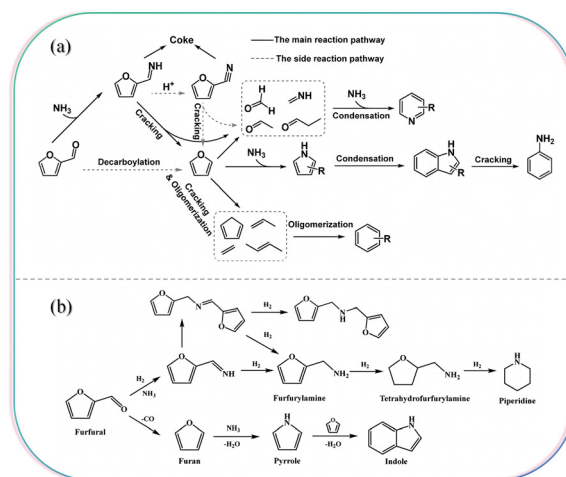 (a)
Coke
The main reaction pathway
The side reaction pathway
NH
N
H⁺
NH₃
Cracking
Cracking
O
H
H
NH
O
O
NH₃
Condensation
N
R
O
O
Decarboylation
O
NH₃
H
N
R
Condensation
H
N
R
Cracking
NH₂
Cracking
& Oligomerization
Oligomerization
R
(b)
O
N
O
H₂
O
N
H
O
H₂
H₂
NH₃
O
NH
H₂
O
NH₂
H₂
O
NH₂
H₂
H
N
Furfurylamine
Tetrahydrofurfurylamine
Piperidine
O
O
Furfural
-CO
O
NH₃
-H₂O
H
N
O
-H₂O
H
N
Furan
Pyrrole
Indole